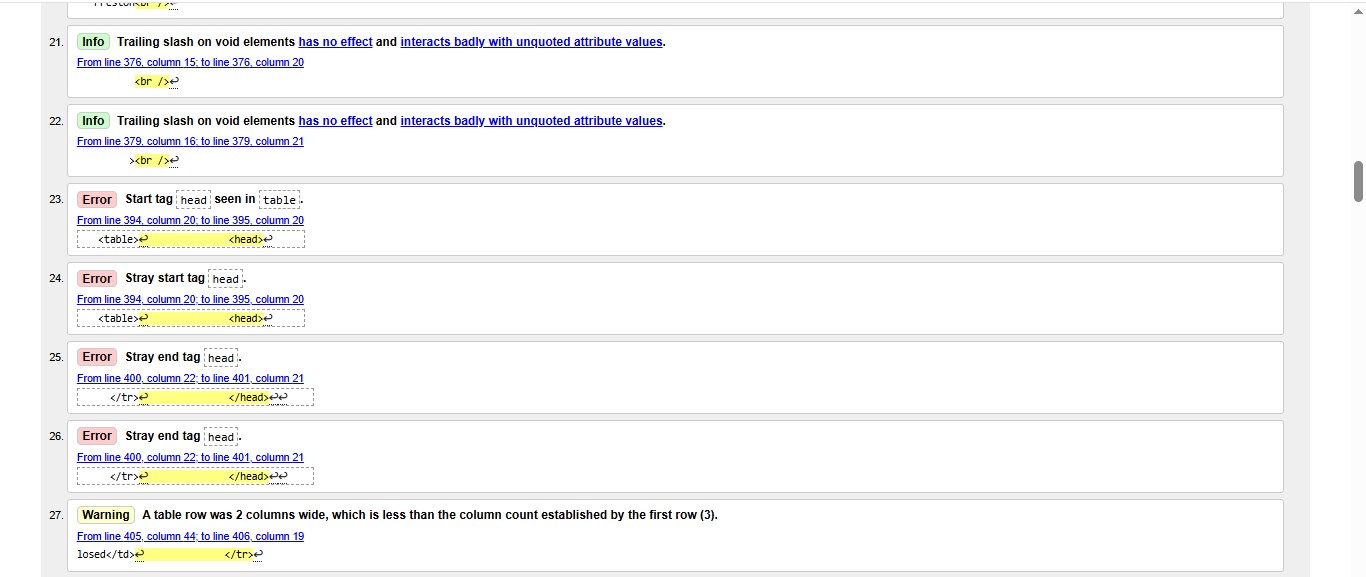 Preston<br />↩
21. Info Trailing slash on void elements has no effect and interacts badly with unquoted attribute values.
From line 376, column 15; to line 376, column 20
<br />↩
22. Info Trailing slash on void elements has no effect and interacts badly with unquoted attribute values.
From line 379, column 16; to line 379, column 21
><br />↩
23. Error Start tag head seen in table.
From line 394, column 20; to line 395, column 20
<table>↩ <head>↩
24. Error Stray start tag head.
From line 394, column 20; to line 395, column 20
<table>↩ <head>↩
25. Error Stray end tag head.
From line 400, column 22; to line 401, column 21
</tr>↩ </head>↩↩
26. Error Stray end tag head.
From line 400, column 22; to line 401, column 21
</tr>↩ </head>↩↩
27. Warning A table row was 2 columns wide, which is less than the column count established by the first row (3).
From line 405, column 44; to line 406, column 19
losed</td>↩ </tr>↩